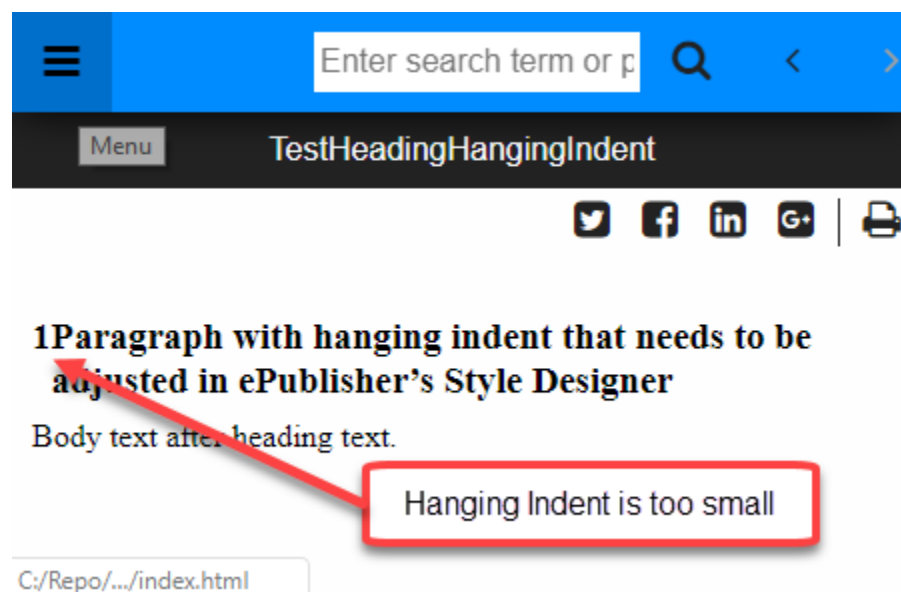 Enter search term or p
Menu
TestHeadingHangingIndent
1Paragraph with hanging indent that needs to be
adjusted in ePublisher’s Style Designer
Body text after heading text.
Hanging Indent is too small
C:/Repo/.../index.html